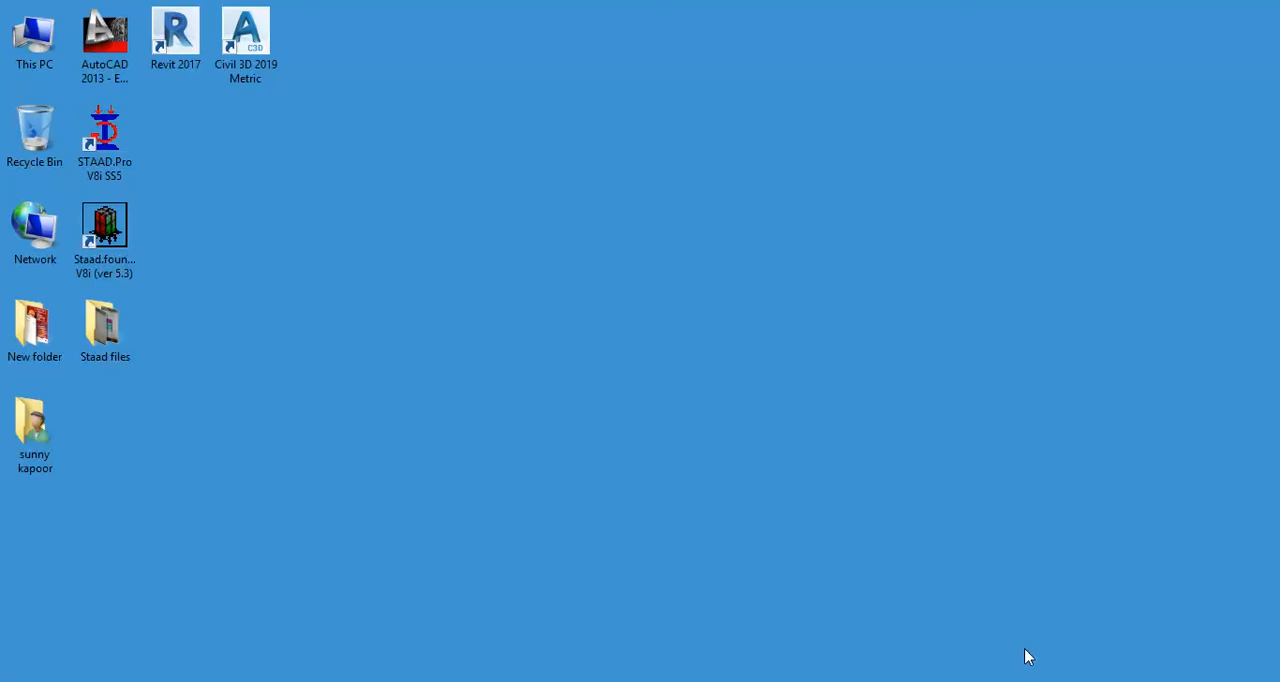 This PC
AutoCAD
2013 - E...
Revit 2017
Civil 3D 2019
Metric
C3D
Recycle Bin
STAAD.Pro
V8i SS5
Network
Staad.foun...
V8i (ver 5.3)
New folder
Staad files
sunny
kapoor